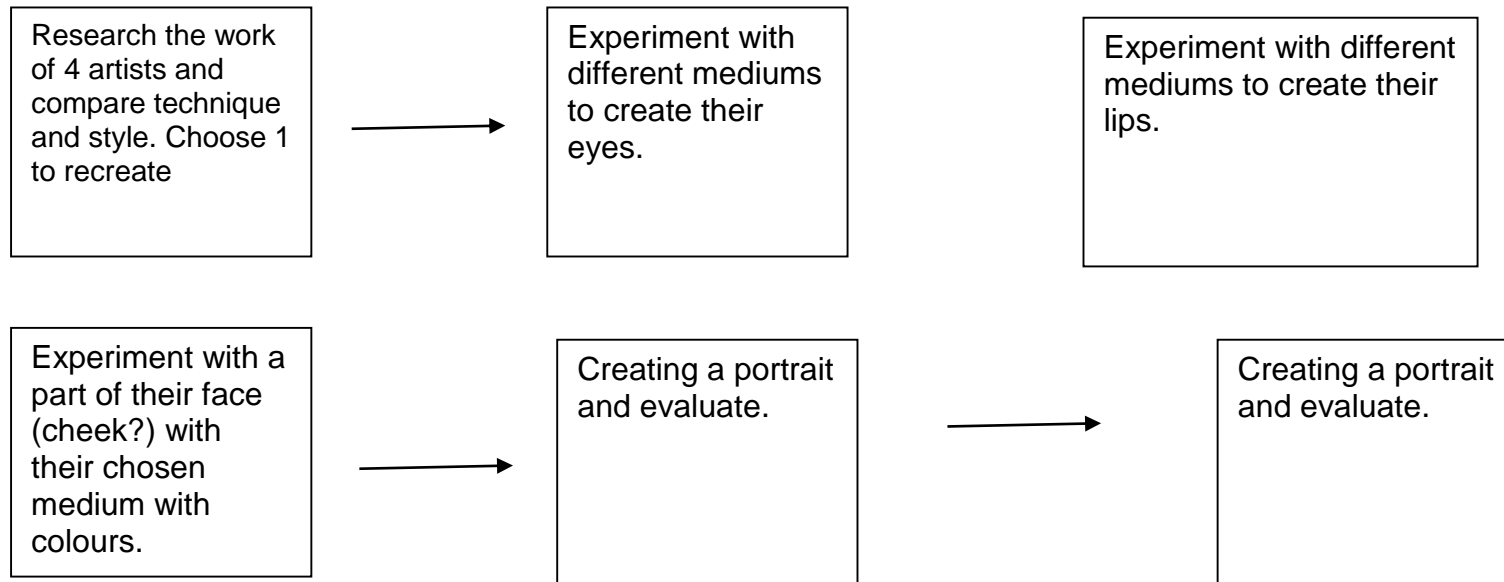 Research the work
of 4 artists and
compare technique
and style. Choose 1
to recreate
Experiment with
different mediums
to create their
eyes.
Experiment with different
mediums to create their
lips.
Experiment with a
part of their face
(cheek?) with
their chosen
medium with
colours.
Creating a portrait
and evaluate.
Creating a portrait
and evaluate.